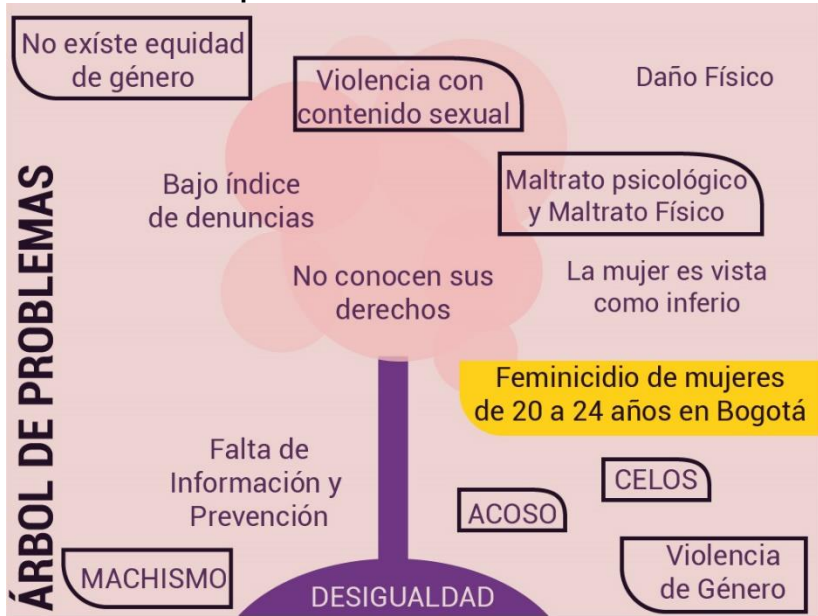 No exíste equidad
de género
Violencia con
contenido sexual
Daño Físico
ÁRBOL DE PROBLEMAS
Bajo índice
de denuncias
Maltrato psicológico
y Maltrato Físico
No conocen sus
derechos
La mujer es vista
como inferio
Feminicidio de mujeres
de 20 a 24 años en Bogotá
Falta de
Información y
Prevención
CELOS
ACOSO
MACHISMO
DESIGUALDAD
Violencia
de Género